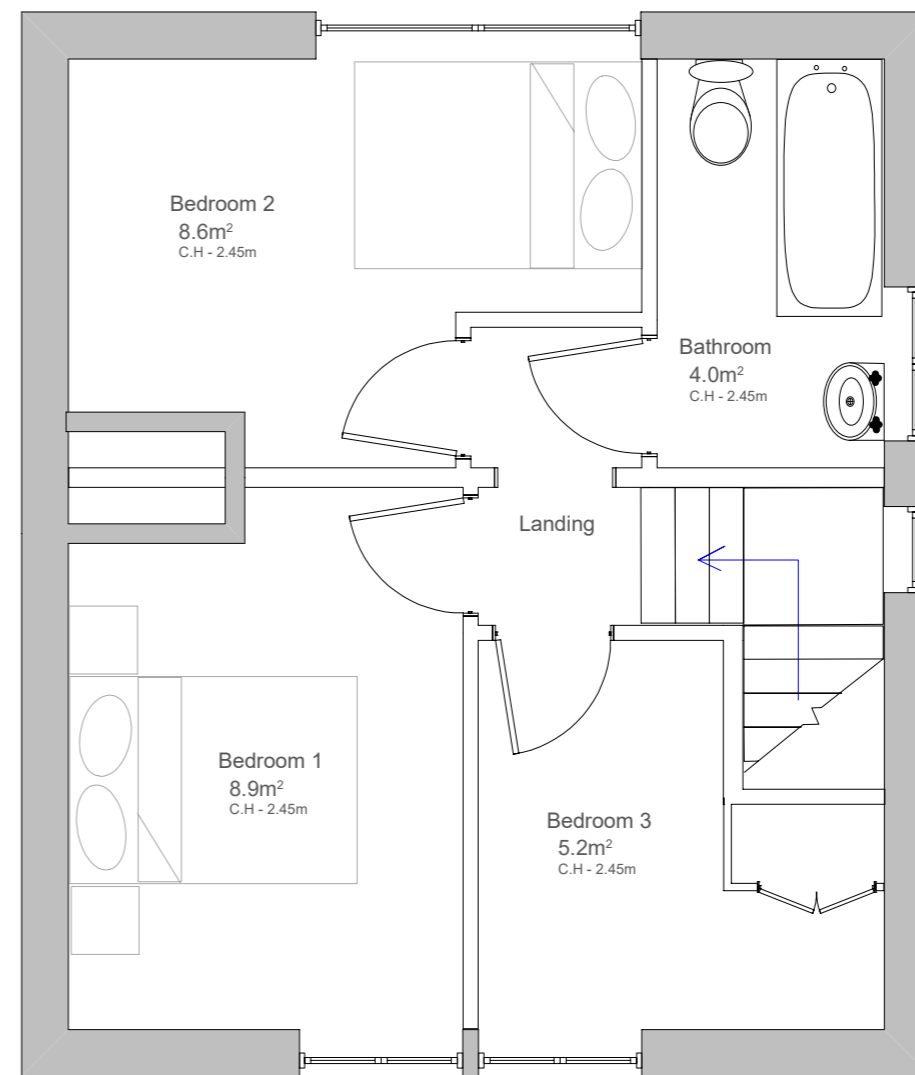 Bedroom 2
8.6m²
C.H - 2.45m
Bathroom
4.0m²
C.H - 2.45m
Landing
Bedroom 1
8.9m²
C.H - 2.45m
Bedroom 3
5.2m²
C.H - 2.45m